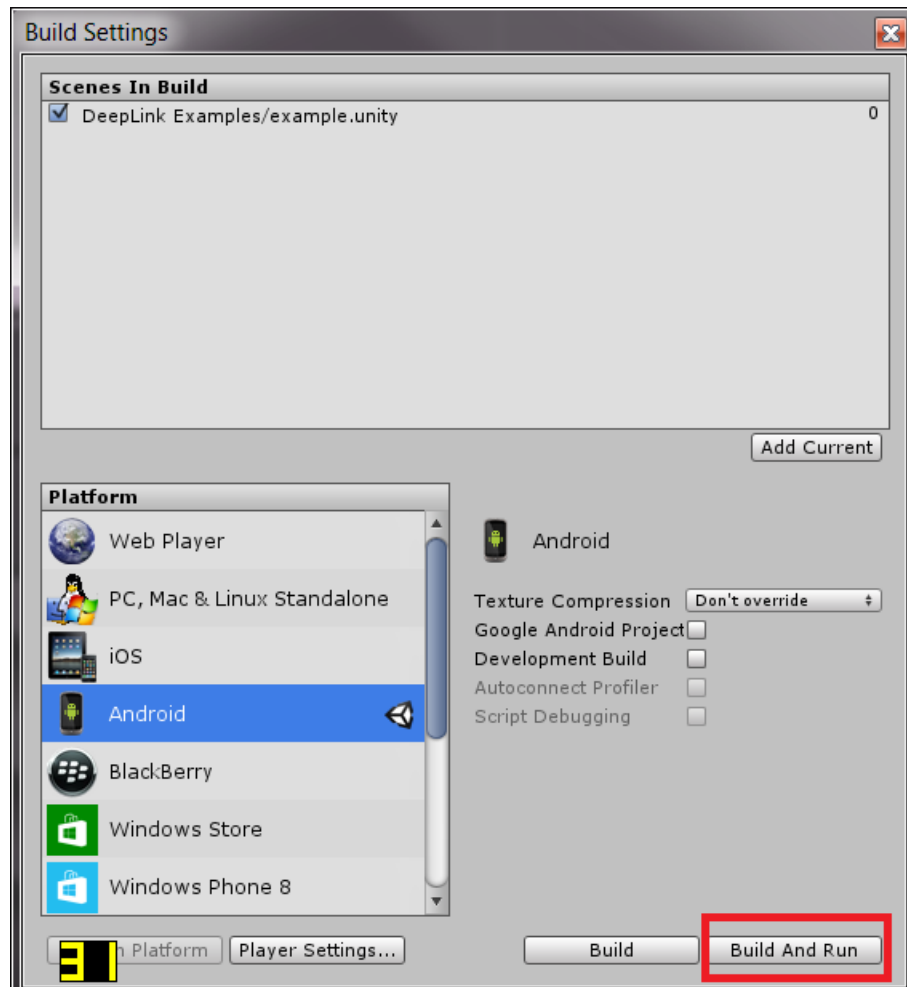 Build Settings
Scenes In Build
DeepLink Examples/example.unity 0
Add Current
Platform
Web Player
PC, Mac & Linux Standalone
iOS
Android
BlackBerry
Windows Store
Windows Phone 8
Android
Texture Compression Don't override
Google Android Project
Development Build
Autoconnect Profiler
Script Debugging
Platform Player Settings... Build Build And Run